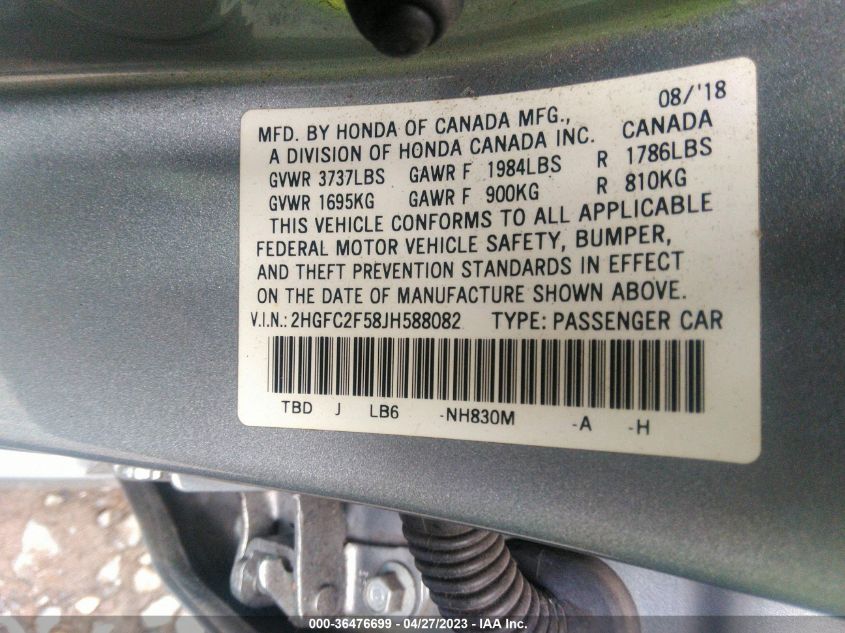 08/'18
MFD. BY HONDA OF CANADA MFG.,
A DIVISION OF HONDA CANADA INC. CANADA
GVWR 3737LBS GAWR F 1984LBS R 1786LBS
GVWR 1695KG GAWR F 900KG R 810KG
THIS VEHICLE CONFORMS TO ALL APPLICABLE
FEDERAL MOTOR VEHICLE SAFETY, BUMPER,
AND THEFT PREVENTION STANDARDS IN EFFECT
ON THE DATE OF MANUFACTURE SHOWN ABOVE.
V.I.N.:2HGFC2F58JH588082 TYPE: PASSENGER CAR
TBD J LB6 -NH830M -A -H
000-36476699 - 04/27/2023 - IAA Inc.